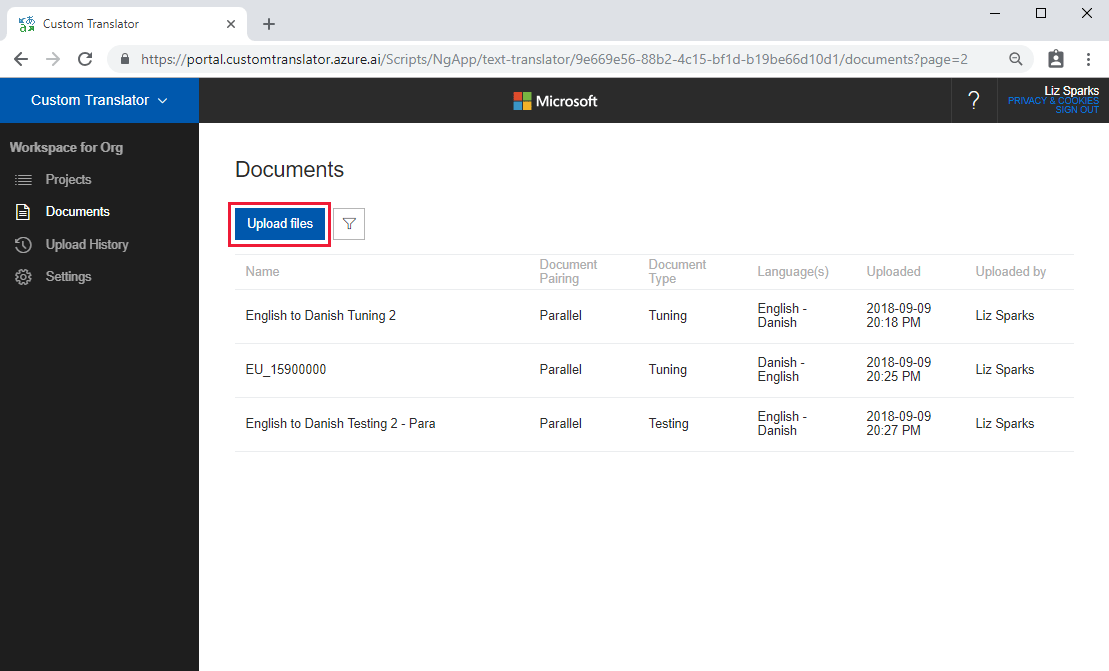 Custom Translator
https://portal.customtranslator.azure.ai/Scripts/NgApp/text-translator/9e669e56-88b2-4c15-bf1d-b19be66d10d1/documents?page=2
Custom Translator
Microsoft
?
Liz Sparks
PRIVACY & COOKIES
SIGN OUT
Workspace for Org
Projects
Documents
Upload History
Settings
Documents
Upload files
Name Document Pairing Document Type Language(s) Uploaded Uploaded by
English to Danish Tuning 2 Parallel Tuning English - Danish 2018-09-09 20:18 PM Liz Sparks
EU_15900000 Parallel Tuning Danish - English 2018-09-09 20:25 PM Liz Sparks
English to Danish Testing 2 - Para Parallel Testing English - Danish 2018-09-09 20:27 PM Liz Sparks